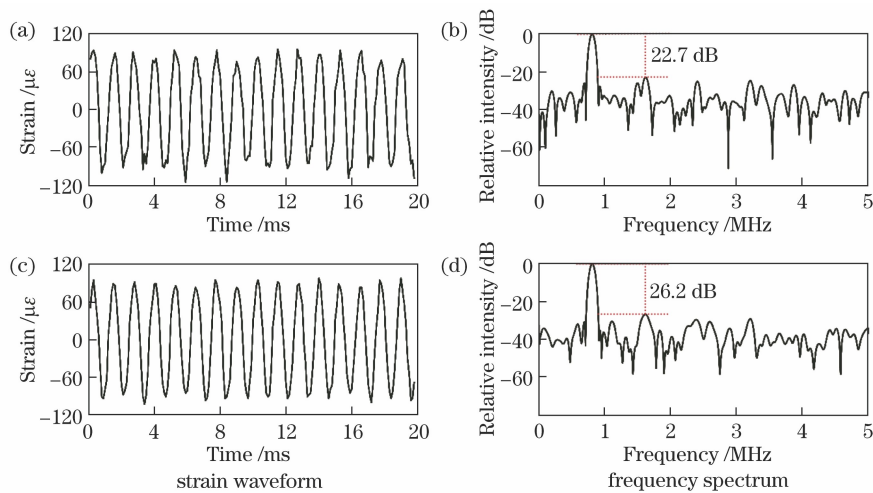 (a)
120
60
0
−60
−120
Strain /με
0 4 8 12 16 20
Time /ms
(b)
0
−20
−40
−60
Relative intensity /dB
22.7 dB
0 1 2 3 4 5
Frequency /MHz
(c)
120
60
0
−60
−120
Strain /με
0 4 8 12 16 20
Time /ms
strain waveform
(d)
0
−20
−40
−60
Relative intensity /dB
26.2 dB
0 1 2 3 4 5
Frequency /MHz
frequency spectrum